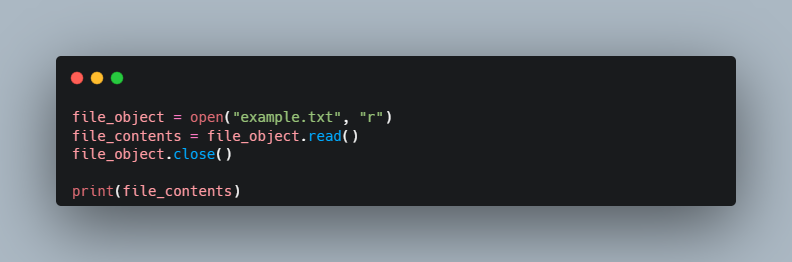 file_object = open("example.txt", "r")
file_contents = file_object.read()
file_object.close()

print(file_contents)